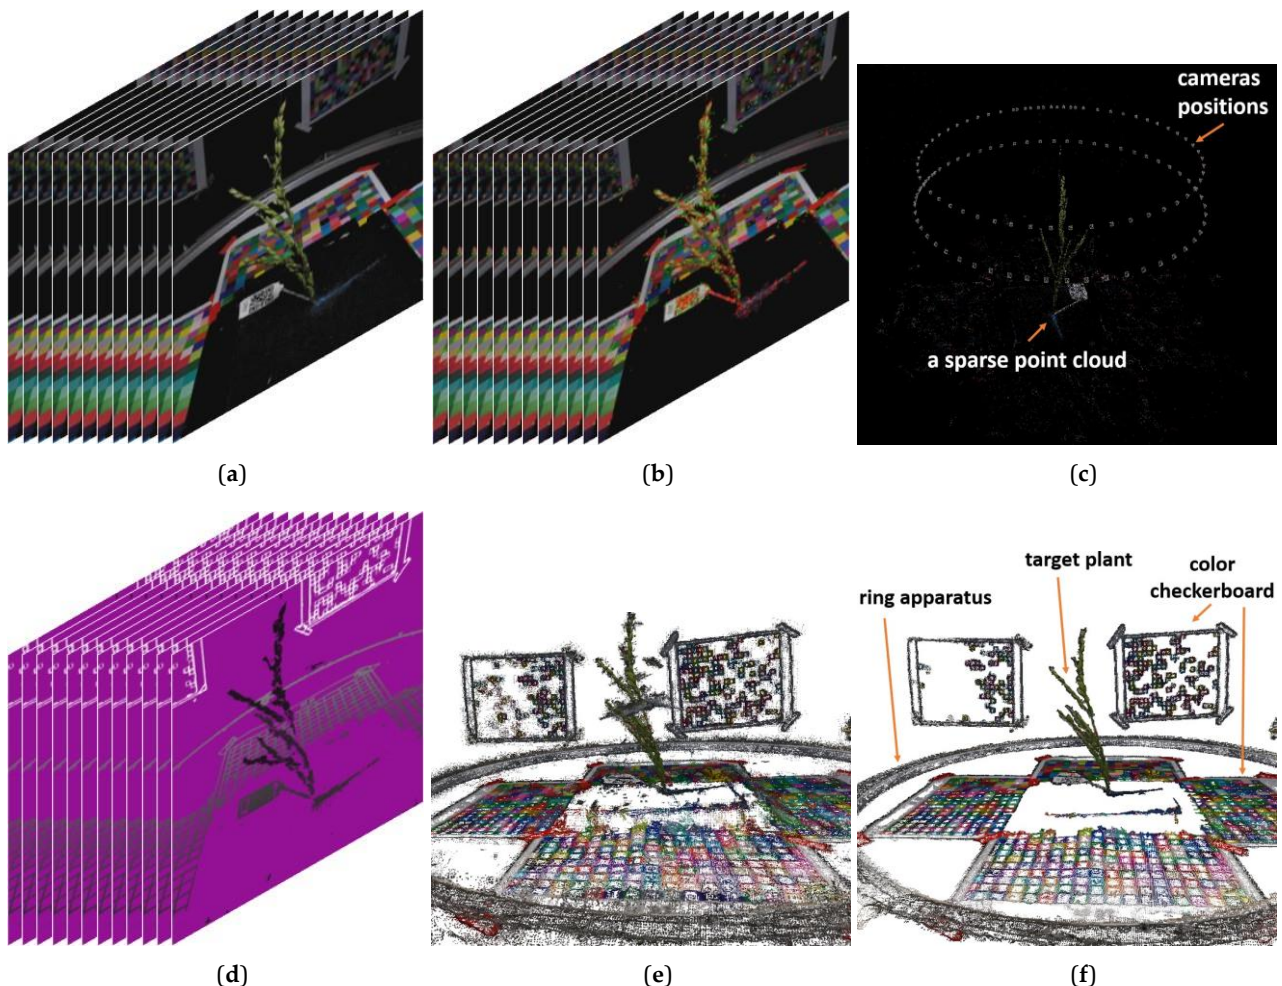 cameras
positions
a sparse point cloud
(a)
(b)
(c)
target plant
color
checkerboard
ring apparatus
(d)
(e)
(f)